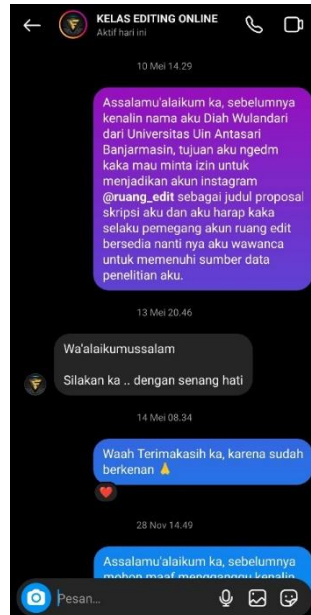 KELAS EDITING ONLINE
Aktif hari ini
10 Mei 14.29
Assalamu'alaikum ka, sebelumnya
kenalin nama aku Diah Wulandari
dari Universitas Uin Antasari
Banjarmasin, tujuan aku ngedm
kaka mau minta izin untuk
menjadikan akun instagram
@ruang_edit sebagai judul proposal
skripsi aku dan aku harap kaka
selaku pemegang akun ruang edit
bersedia nanti nya aku wawanca
untuk memenuhi sumber data
penelitian aku.
13 Mei 20.46
Wa'alaikumussalam
Silakan ka .. dengan senang hati
14 Mei 08.34
Waah Terimakasih ka, karena sudah
berkenan 🙏
28 Nov 14.49
Assalamu'alaikum ka, sebelumnya
mohon maaf mengganggu kenalin
Pesan...